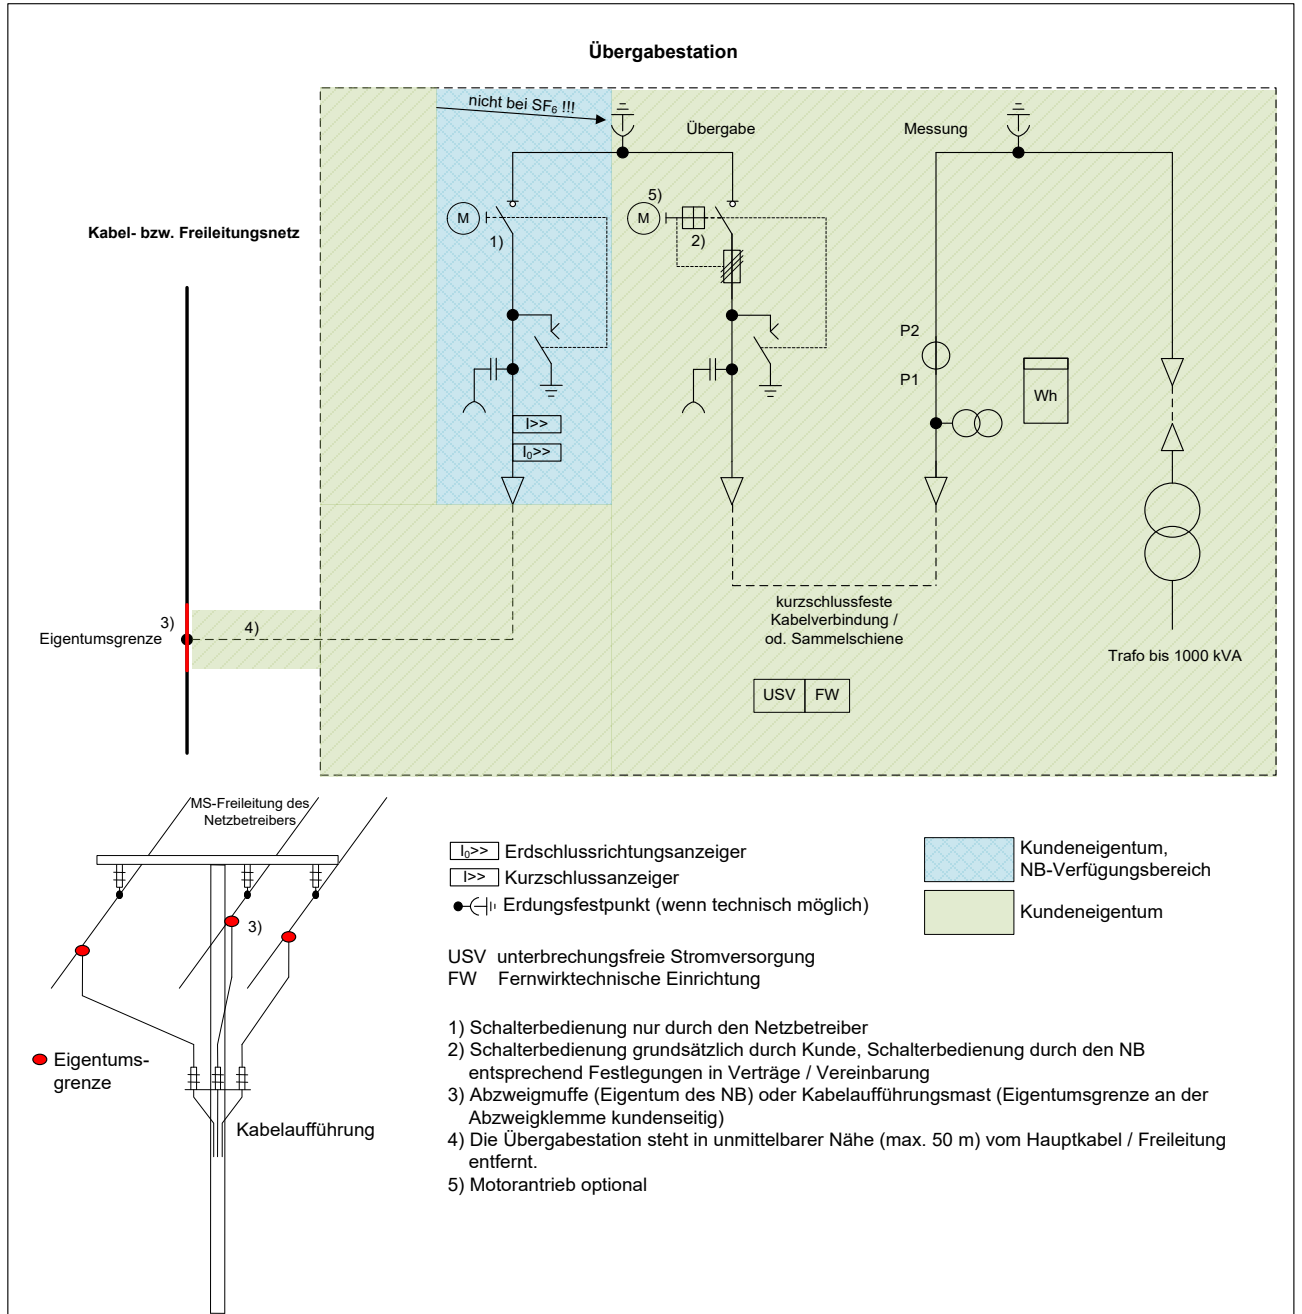 Übergabestation
nicht bei SF₆ !!!
Übergabe
Messung
5)
M
M
1)
2)
Kabel- bzw. Freileitungsnetz
P2
P1
Wh
I>>
I₀>>
kurzschlussfeste
Kabelverbindung /
od. Sammelschiene
3)
4)
Eigentumsgrenze
Trafo bis 1000 kVA
USV FW
MS-Freileitung des
Netzbetreibers
3)
Eigentums-
grenze
Kabelaufführung
I₀>> Erdschlussrichtungsanzeiger
I>> Kurzschlussanzeiger
Erdungsfestpunkt (wenn technisch möglich)
Kundeneigentum,
NB-Verfügungsbereich
Kundeneigentum
USV unterbrechungsfreie Stromversorgung
FW Fernwirktechnische Einrichtung
1) Schalterbedienung nur durch den Netzbetreiber
2) Schalterbedienung grundsätzlich durch Kunde, Schalterbedienung durch den NB
entsprechend Festlegungen in Verträge / Vereinbarung
3) Abzweigmuffe (Eigentum des NB) oder Kabelaufführungsmast (Eigentumsgrenze an der
Abzweigklemme kundenseitig)
4) Die Übergabestation steht in unmittelbarer Nähe (max. 50 m) vom Hauptkabel / Freileitung
entfernt.
5) Motorantrieb optional